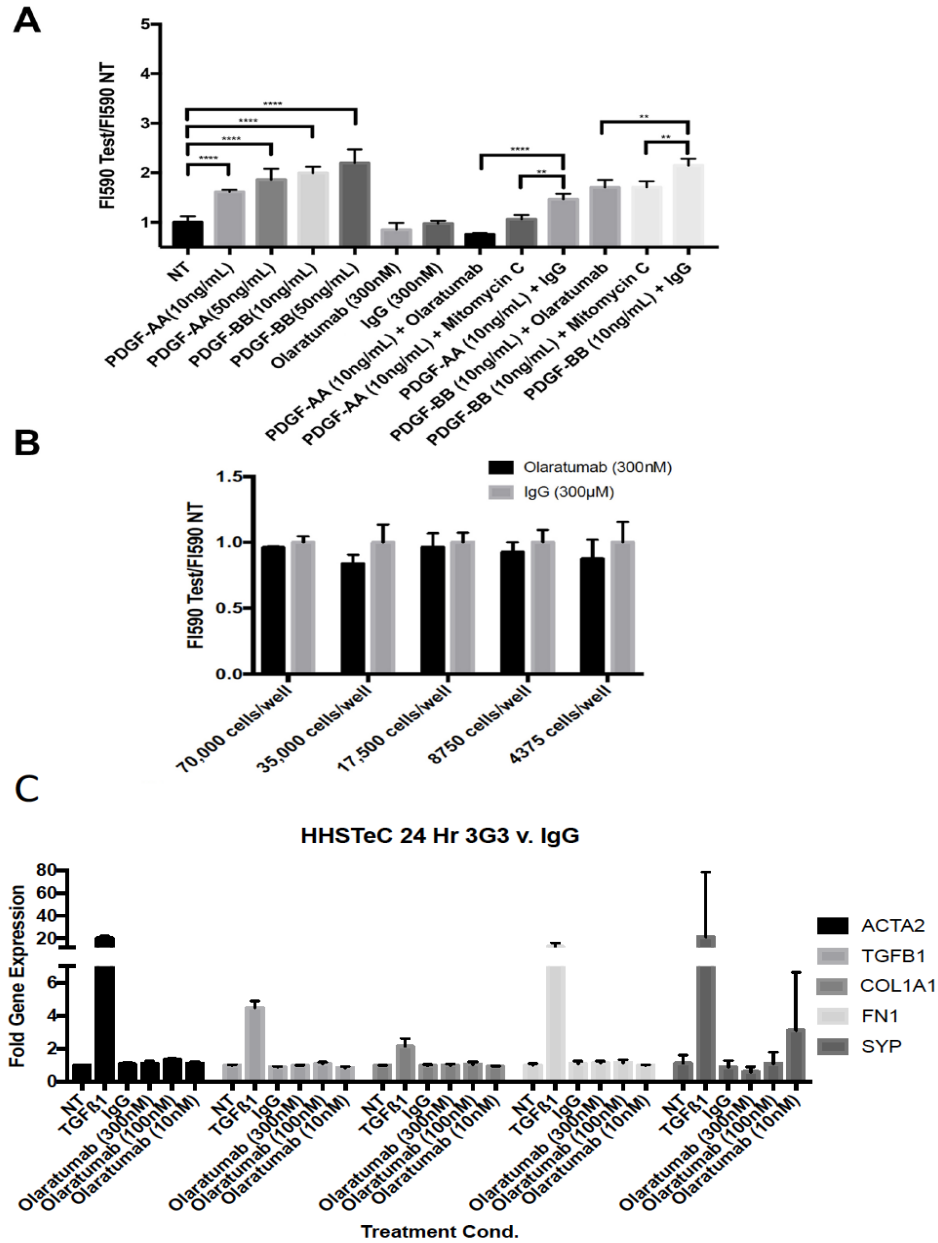 A
FI590 Test/FI590 NT
5
4
3
2
1
****
****
****
****
****
**
**
**
NT
PDGF-AA(10ng/mL)
PDGF-AA(50ng/mL)
PDGF-BB(10ng/mL)
PDGF-BB(50ng/mL)
Olaratumab (300nM)
IgG (300nM)
PDGF-AA (10ng/mL) + Olaratumab
PDGF-AA (10ng/mL) + Mitomycin C
PDGF-AA (10ng/mL) + IgG
PDGF-BB (10ng/mL) + Olaratumab
PDGF-BB (10ng/mL) + Mitomycin C
PDGF-BB (10ng/mL) + IgG
B
FI590 Test/FI590 NT
1.5
1.0
0.5
0.0
Olaratumab (300nM)
IgG (300µM)
70,000 cells/well
35,000 cells/well
17,500 cells/well
8750 cells/well
4375 cells/well
C
HHSTeC 24 Hr 3G3 v. IgG
Fold Gene Expression
80
60
40
20
6
4
2
0
ACTA2
TGFB1
COL1A1
FN1
SYP
NT
TGFß1
IgG
Olaratumab (300nM)
Olaratumab (100nM)
Olaratumab (10nM)
NT
TGFß1
IgG
Olaratumab (300nM)
Olaratumab (100nM)
Olaratumab (10nM)
NT
TGFß1
IgG
Olaratumab (300nM)
Olaratumab (100nM)
Olaratumab (10nM)
NT
TGFß1
IgG
Olaratumab (300nM)
Olaratumab (100nM)
Olaratumab (10nM)
NT
TGFß1
IgG
Olaratumab (300nM)
Olaratumab (100nM)
Olaratumab (10nM)
Treatment Cond.